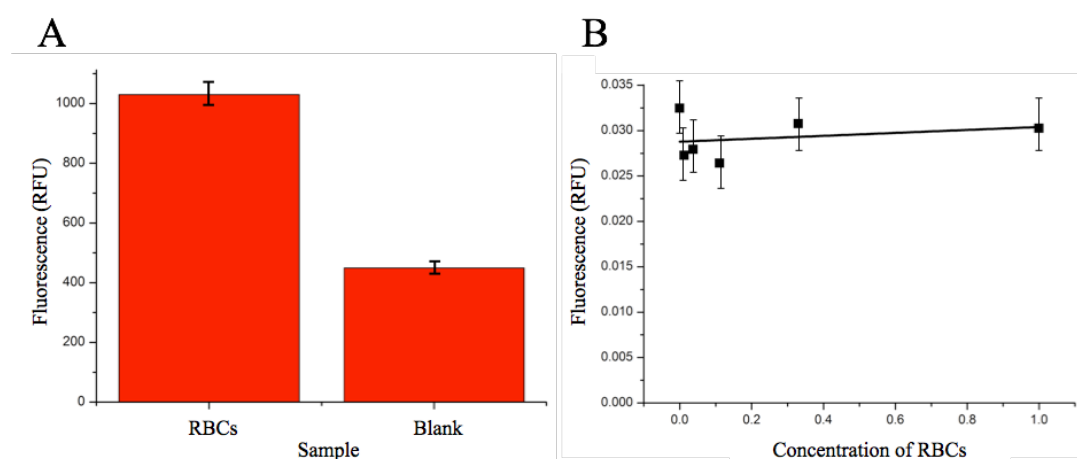 A
Fluorescence (RFU)
1000
800
600
400
200
0
RBCs
Blank
Sample
B
Fluorescence (RFU)
0.035
0.030
0.025
0.020
0.015
0.010
0.005
0.000
0.0 0.2 0.4 0.6 0.8 1.0
Concentration of RBCs